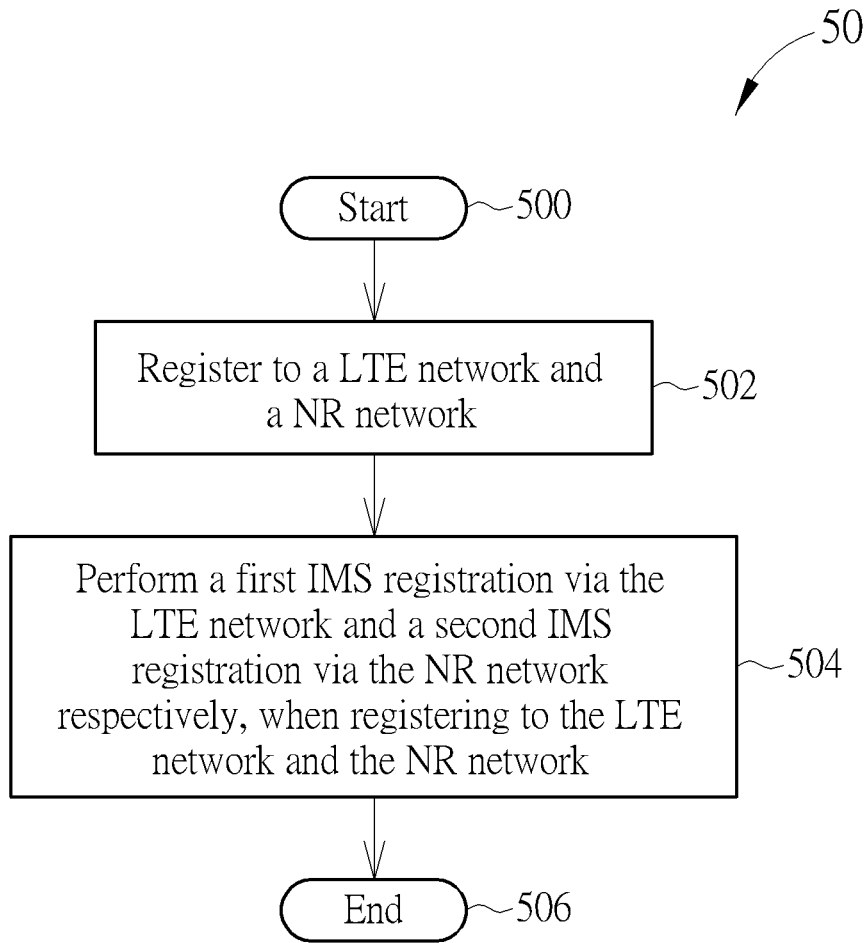 50
Start
500
Register to a LTE network and
a NR network
502
Perform a first IMS registration via the
LTE network and a second IMS
registration via the NR network
respectively, when registering to the LTE
network and the NR network
504
End
506